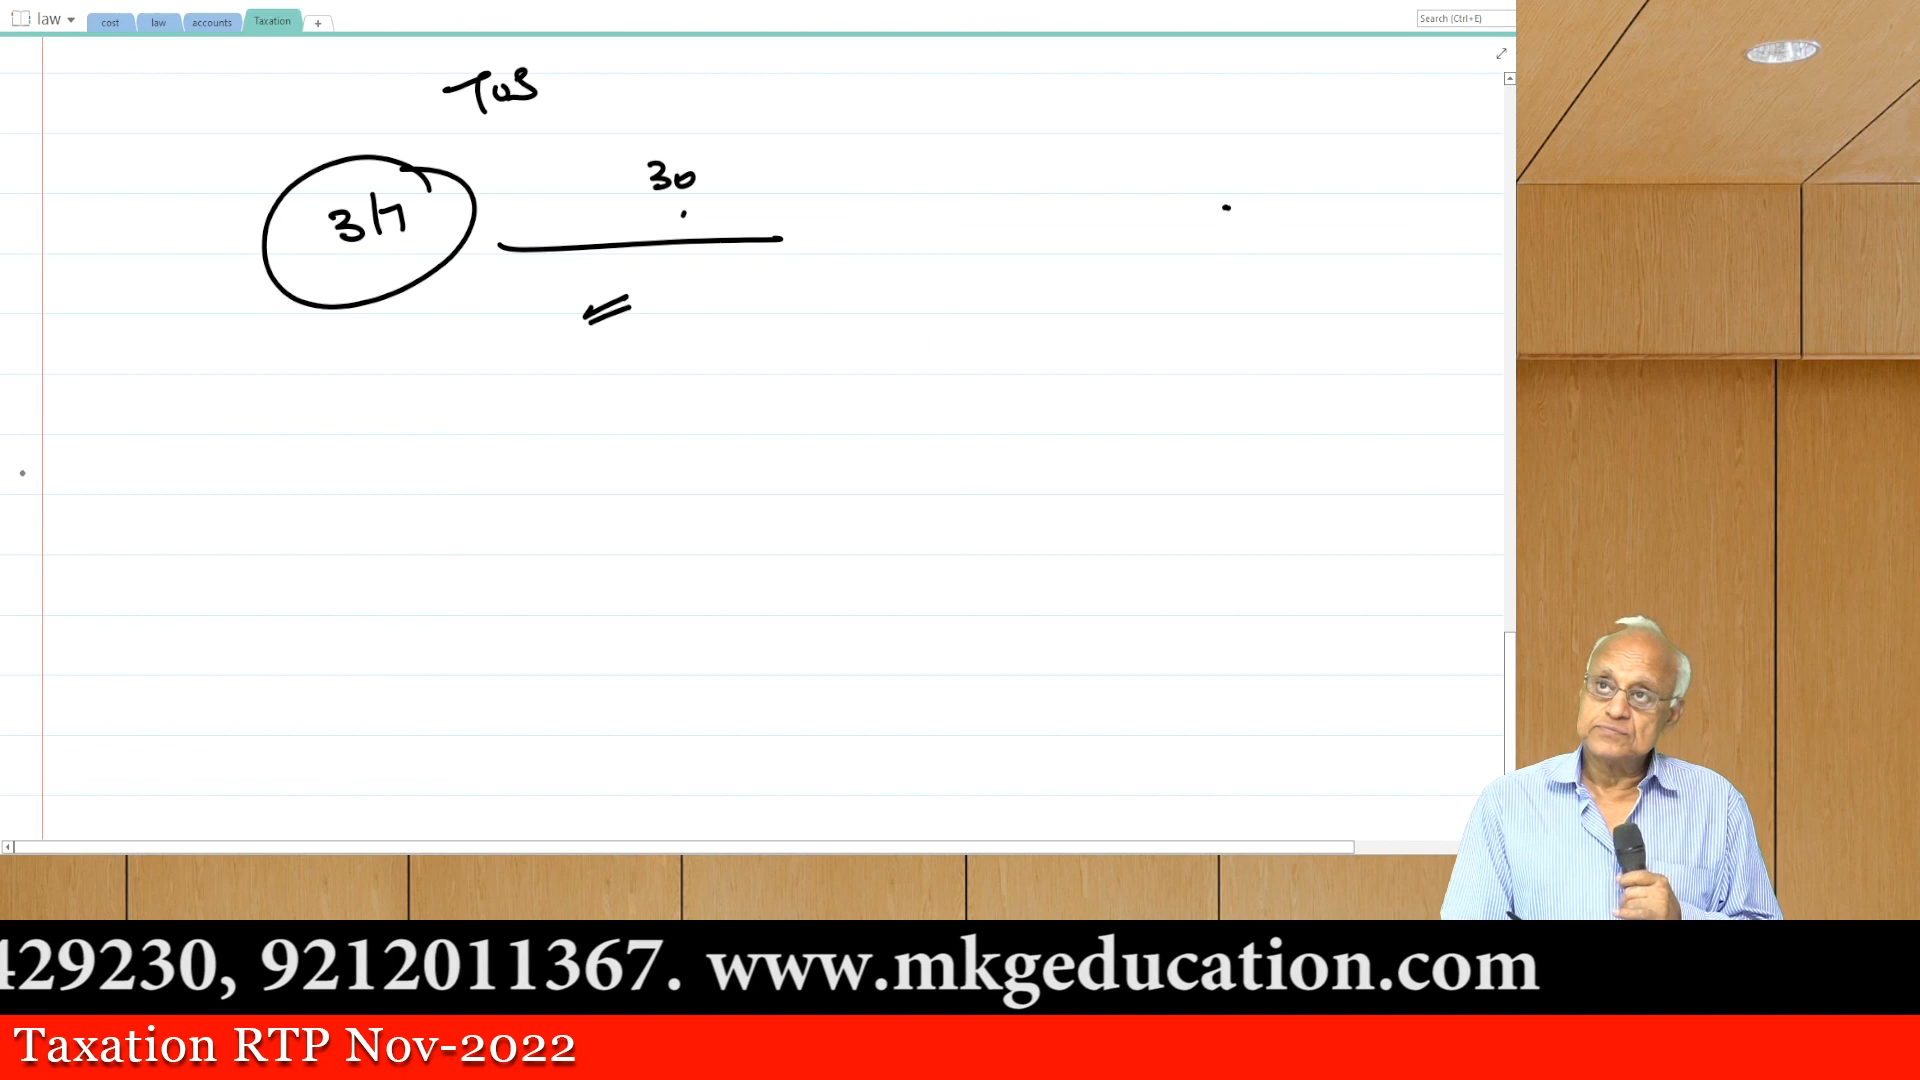 law cost law accounts Taxation +
Search (Ctrl+E)
TDS
30
3/7
429230, 9212011367. www.mkgeducation.com
Taxation RTP Nov-2022